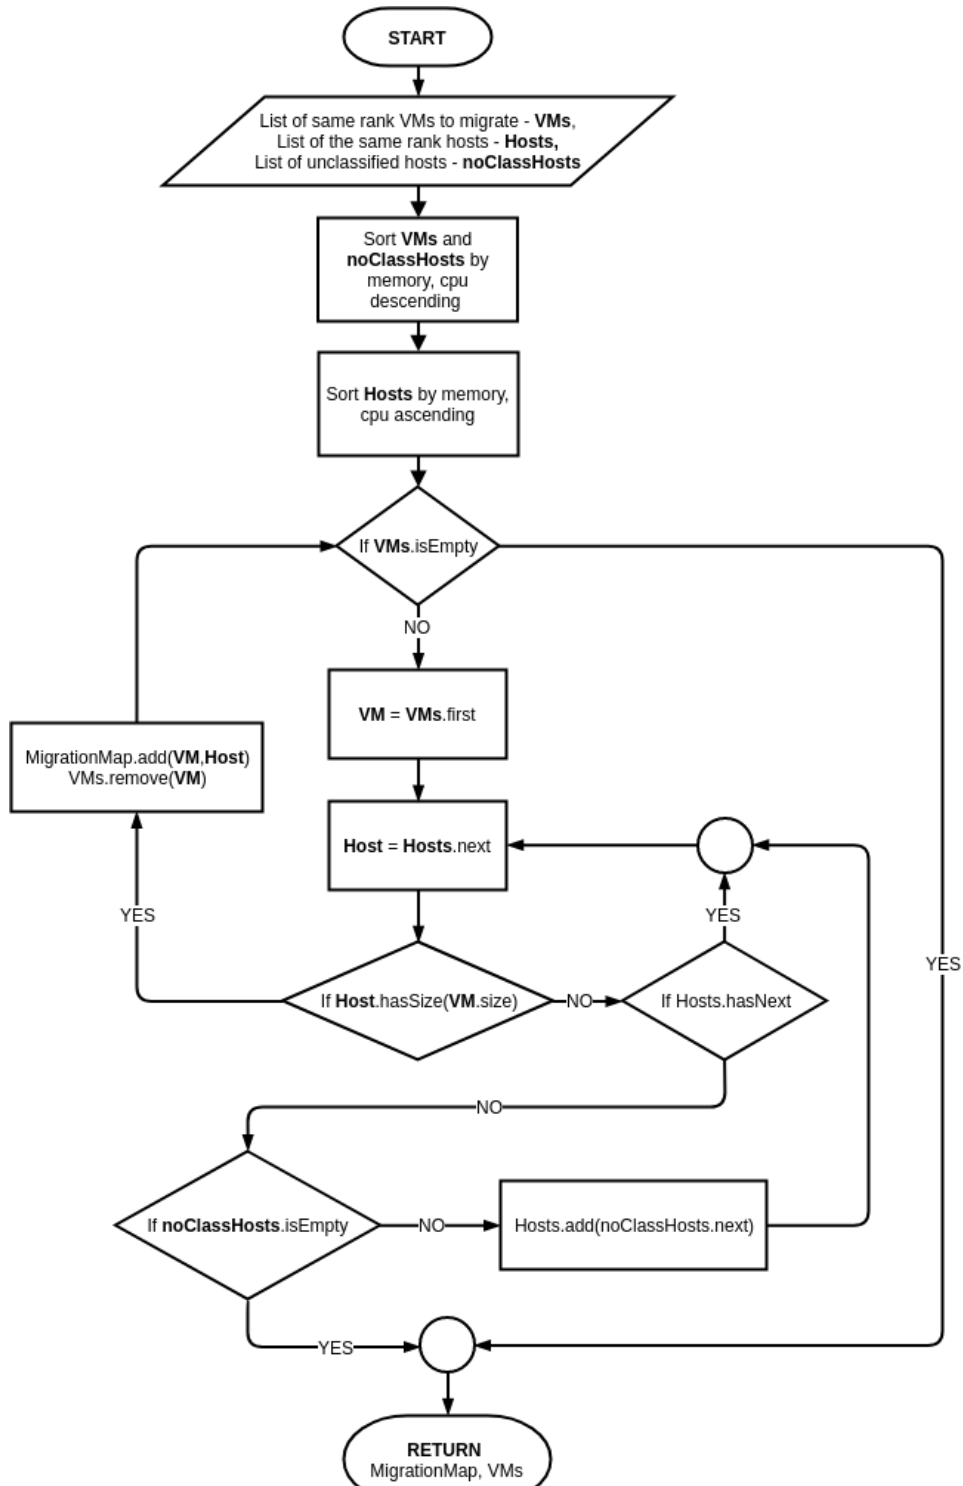 START
List of same rank VMs to migrate - VMs,
List of the same rank hosts - Hosts,
List of unclassified hosts - noClassHosts
Sort VMs and
noClassHosts by
memory, cpu
descending
Sort Hosts by memory,
cpu ascending
If VMs.isEmpty
NO
VM = VMs.first
MigrationMap.add(VM,Host)
VMs.remove(VM)
Host = Hosts.next
YES
YES
YES
If Host.hasSize(VM.size)
NO
If Hosts.hasNext
NO
If noClassHosts.isEmpty
NO
Hosts.add(noClassHosts.next)
YES
RETURN
MigrationMap, VMs